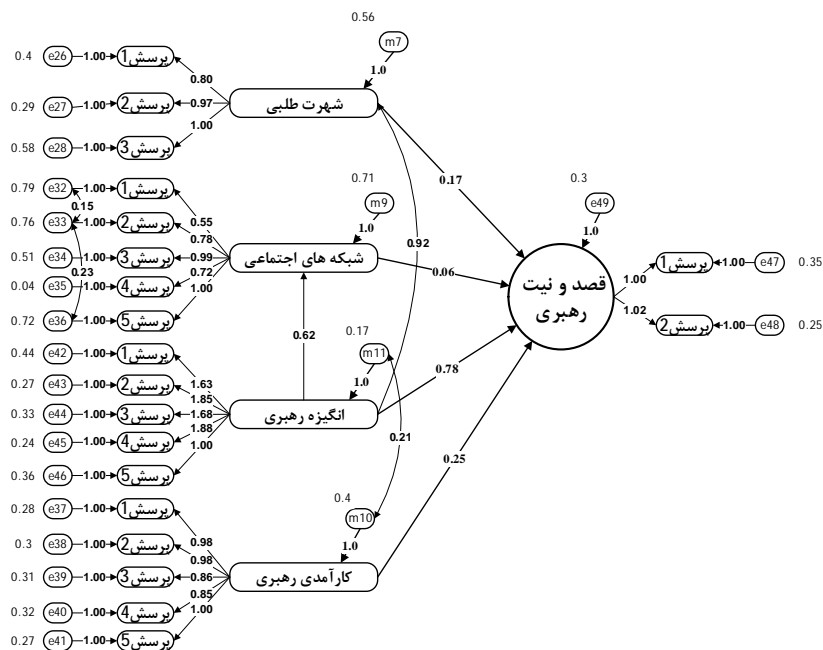 0.56
m7
1.0
0.4 e26 1.00 پرسش1
0.80
0.29 e27 1.00 پرسش2
0.97
شهرت طلبی
1.00
0.58 e28 1.00 پرسش3
0.17
0.79 e32 1.00 پرسش1
0.15
0.55
0.71
m9
1.0
0.3
e49
1.0
0.76 e33 1.00 پرسش2
0.78
0.92
0.51 e34 1.00 پرسش3
0.99
شبکه های اجتماعی
0.06
0.23
0.72
0.04 e35 1.00 پرسش4
1.00
0.72 e36 1.00 پرسش5
قصد و نیت
رهبری
1.00
پرسش1 1.00 e47 0.35
1.02
پرسش2 1.00 e48 0.25
0.62
0.17
m11
1.0
0.44 e42 1.00 پرسش1
1.63
0.27 e43 1.00 پرسش2
1.85
0.78
0.33 e44 1.00 پرسش3
1.68
انگیزه رهبری
0.24 e45 1.00 پرسش4
1.88
0.21
1.00
0.36 e46 1.00 پرسش5
0.25
0.4
m10
1.0
0.28 e37 1.00 پرسش1
0.98
0.3 e38 1.00 پرسش2
0.98
0.31 e39 1.00 پرسش3
0.86
کارآمدی رهبری
0.85
0.32 e40 1.00 پرسش4
1.00
0.27 e41 1.00 پرسش5